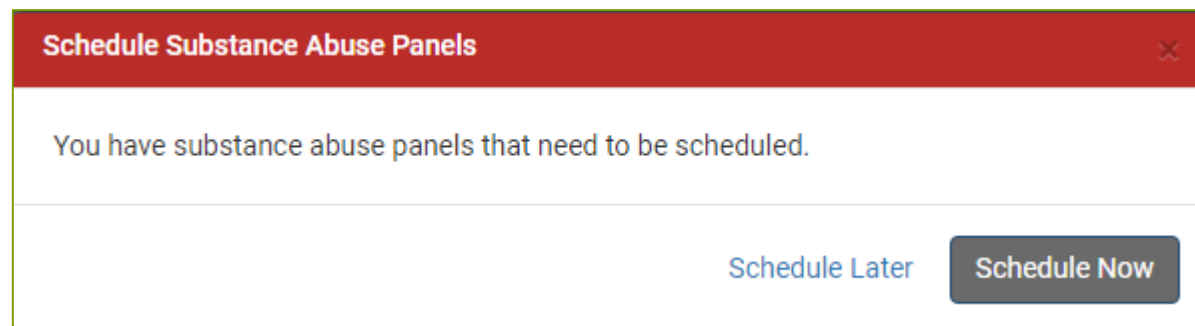 Schedule Substance Abuse Panels ×
You have substance abuse panels that need to be scheduled.
Schedule Later Schedule Now